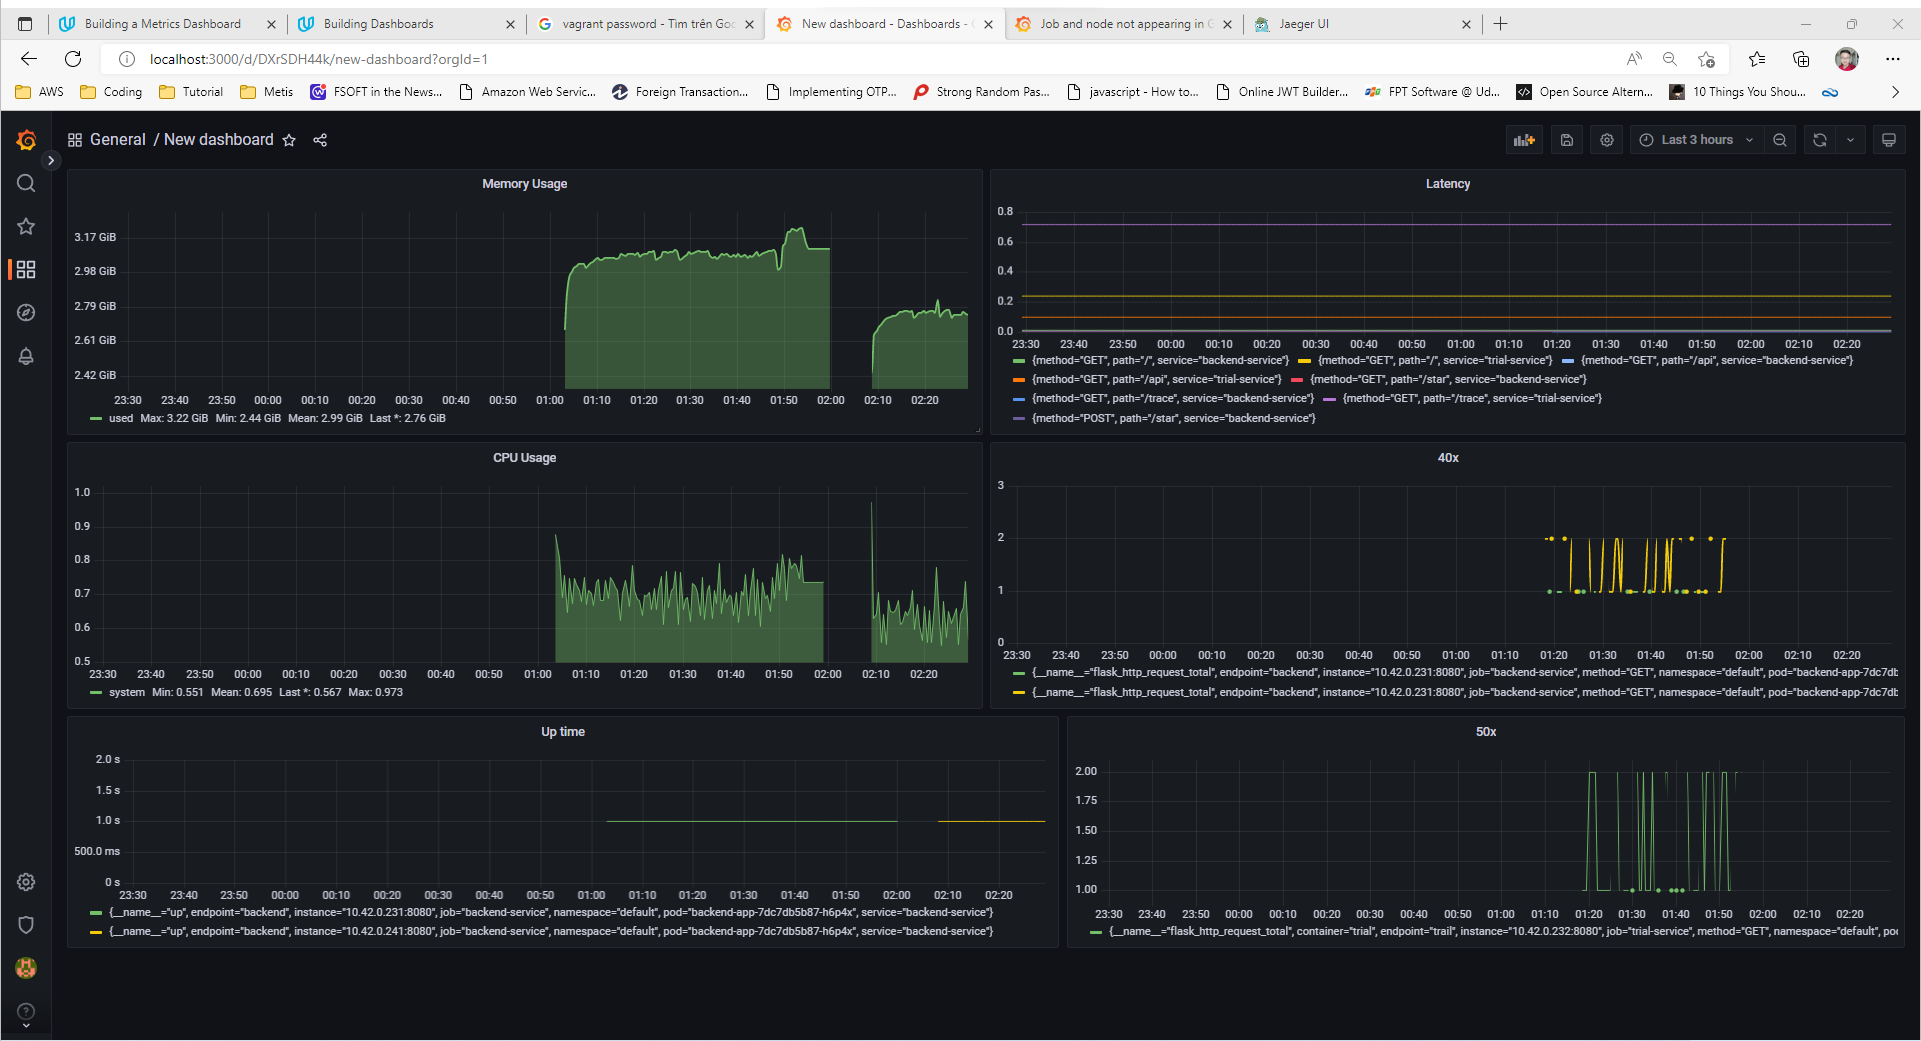 Building a Metrics Dashboard
Building Dashboards
vagrant password - Tìm trên Goo
New dashboard - Dashboards -
Job and node not appearing in G
Jaeger UI
localhost:3000/d/DXrSDH44k/new-dashboard?orgId=1
AWS Coding Tutorial Metis FSOFT in the News... Amazon Web Servic... Foreign Transaction... Implementing OTP... Strong Random Pas... javascript - How to... Online JWT Builder... FPT Software @ Ud... Open Source Altern... 10 Things You Shou...
General / New dashboard
Last 3 hours
Memory Usage
3.17 GiB
2.98 GiB
2.79 GiB
2.61 GiB
2.42 GiB
23:30 23:40 23:50 00:00 00:10 00:20 00:30 00:40 00:50 01:00 01:10 01:20 01:30 01:40 01:50 02:00 02:10 02:20
used Max: 3.22 GiB Min: 2.44 GiB Mean: 2.99 GiB Last *: 2.76 GiB
Latency
0.8
0.6
0.4
0.2
0.0
23:30 23:40 23:50 00:00 00:10 00:20 00:30 00:40 00:50 01:00 01:10 01:20 01:30 01:40 01:50 02:00 02:10 02:20
{method="GET", path="/", service="backend-service"} {method="GET", path="/", service="trial-service"} {method="GET", path="/api", service="backend-service"}
{method="GET", path="/api", service="trial-service"} {method="GET", path="/star", service="backend-service"}
{method="GET", path="/trace", service="backend-service"} {method="GET", path="/trace", service="trial-service"}
{method="POST", path="/star", service="backend-service"}
CPU Usage
1.0
0.9
0.8
0.7
0.6
0.5
23:30 23:40 23:50 00:00 00:10 00:20 00:30 00:40 00:50 01:00 01:10 01:20 01:30 01:40 01:50 02:00 02:10 02:20
system Min: 0.551 Mean: 0.695 Last *: 0.567 Max: 0.973
40x
3
2
1
0
23:30 23:40 23:50 00:00 00:10 00:20 00:30 00:40 00:50 01:00 01:10 01:20 01:30 01:40 01:50 02:00 02:10 02:20
{__name__="flask_http_request_total", endpoint="backend", instance="10.42.0.231:8080", job="backend-service", method="GET", namespace="default", pod="backend-app-7dc7db
{__name__="flask_http_request_total", endpoint="backend", instance="10.42.0.231:8080", job="backend-service", method="GET", namespace="default", pod="backend-app-7dc7db
Up time
2.0 s
1.5 s
1.0 s
500.0 ms
0 s
23:30 23:40 23:50 00:00 00:10 00:20 00:30 00:40 00:50 01:00 01:10 01:20 01:30 01:40 01:50 02:00 02:10 02:20
{__name__="up", endpoint="backend", instance="10.42.0.231:8080", job="backend-service", namespace="default", pod="backend-app-7dc7db5b87-h6p4x", service="backend-service"}
{__name__="up", endpoint="backend", instance="10.42.0.241:8080", job="backend-service", namespace="default", pod="backend-app-7dc7db5b87-h6p4x", service="backend-service"}
50x
2.00
1.75
1.50
1.25
1.00
23:30 23:40 23:50 00:00 00:10 00:20 00:30 00:40 00:50 01:00 01:10 01:20 01:30 01:40 01:50 02:00 02:10 02:20
{__name__="flask_http_request_total", container="trial", endpoint="trail", instance="10.42.0.232:8080", job="trial-service", method="GET", namespace="default", po